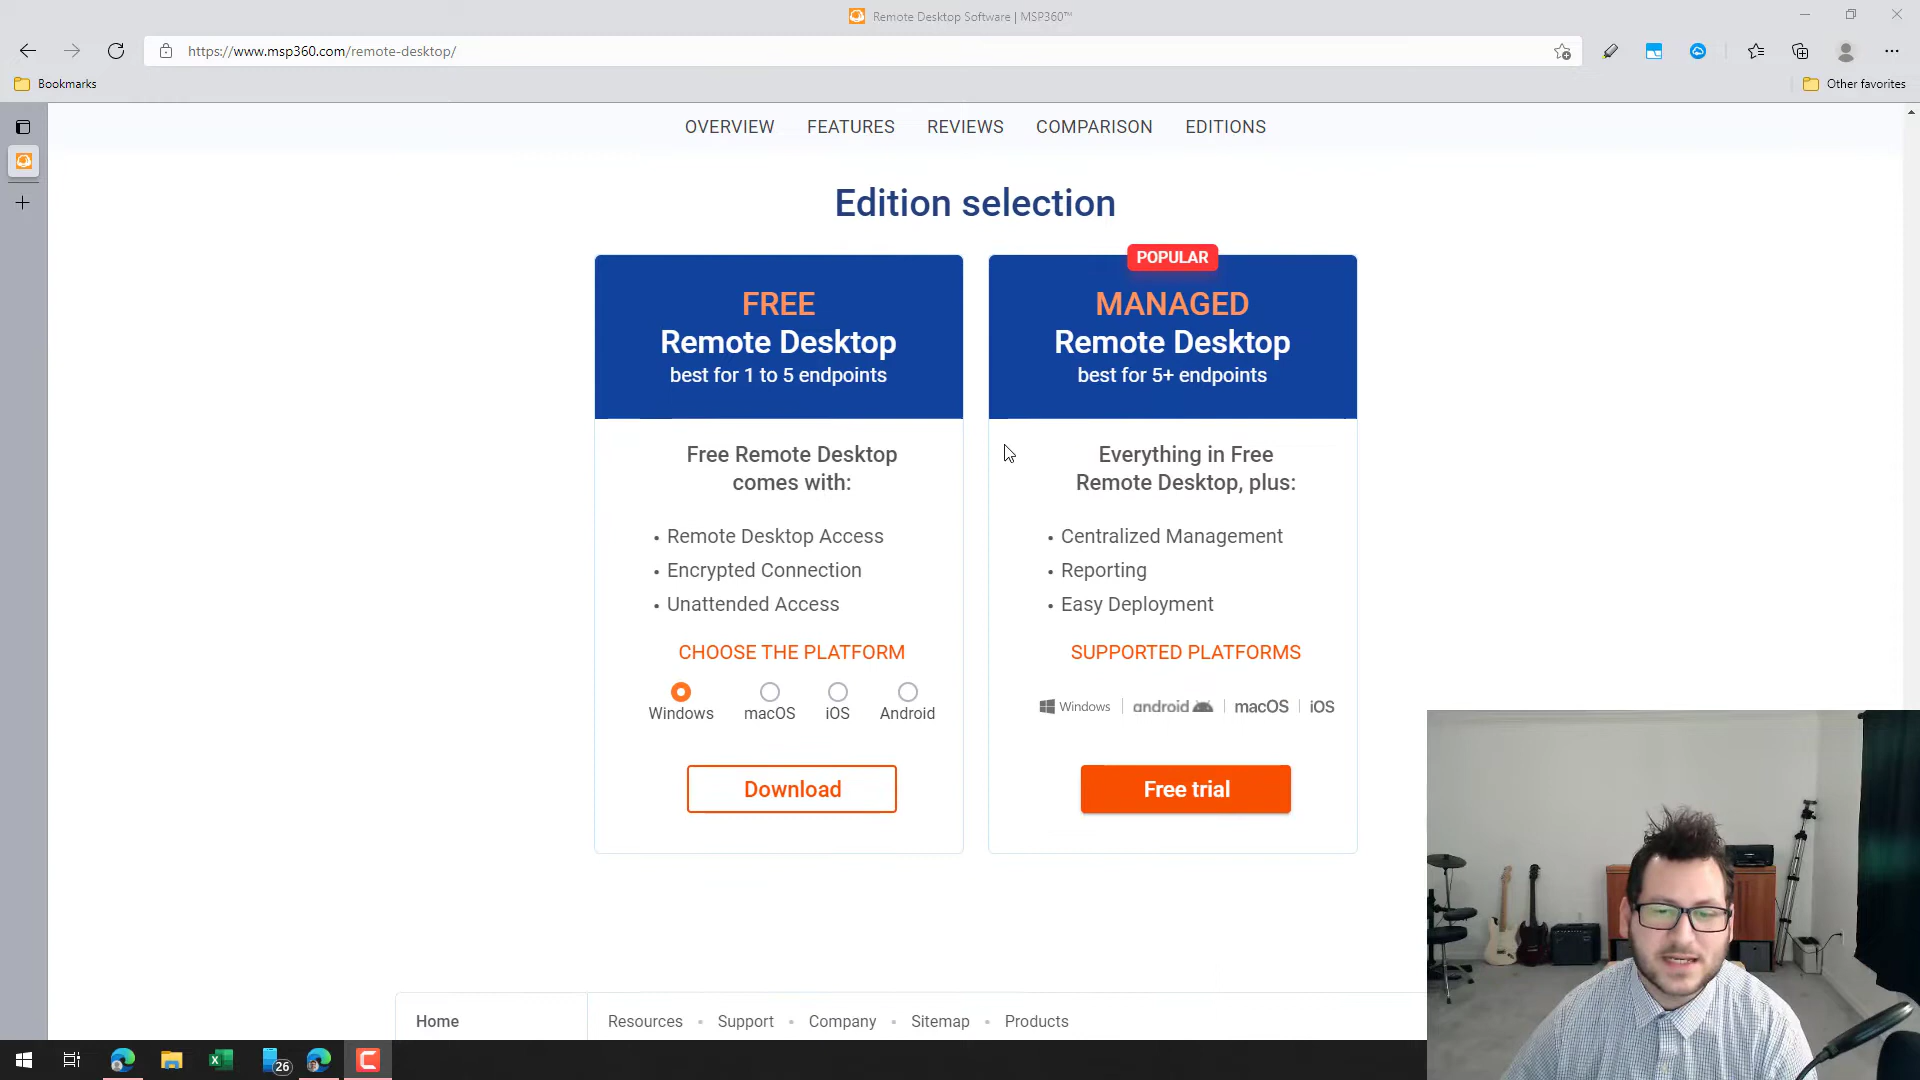 Remote Desktop Software | MSP360™
https://www.msp360.com/remote-desktop/
Bookmarks
Other favorites
OVERVIEW FEATURES REVIEWS COMPARISON EDITIONS
Edition selection
FREE
Remote Desktop
best for 1 to 5 endpoints
Free Remote Desktop
comes with:
• Remote Desktop Access
• Encrypted Connection
• Unattended Access
CHOOSE THE PLATFORM
Windows macOS iOS Android
Download
POPULAR
MANAGED
Remote Desktop
best for 5+ endpoints
Everything in Free
Remote Desktop, plus:
• Centralized Management
• Reporting
• Easy Deployment
SUPPORTED PLATFORMS
Windows | android | macOS | iOS
Free trial
Home
Resources • Support • Company • Sitemap • Products
26